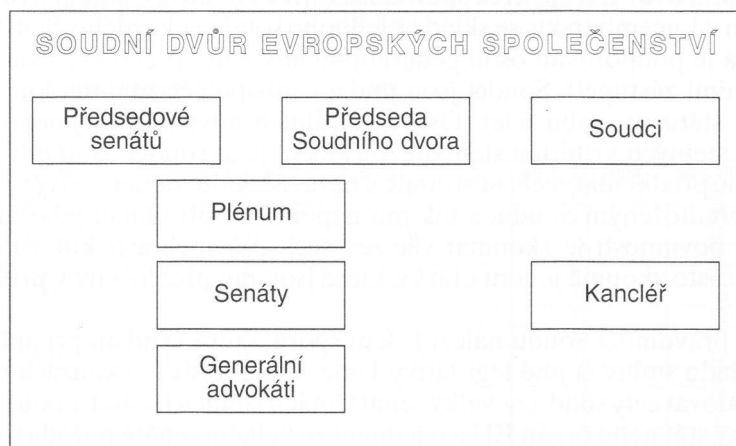 SOUDNÍ DVŮR EVROPSKÝCH SPOLEČENSTVÍ
Předsedové
senátů
Předseda
Soudního dvora
Soudci
Plénum
Senáty
Kancléř
Generální
advokáti